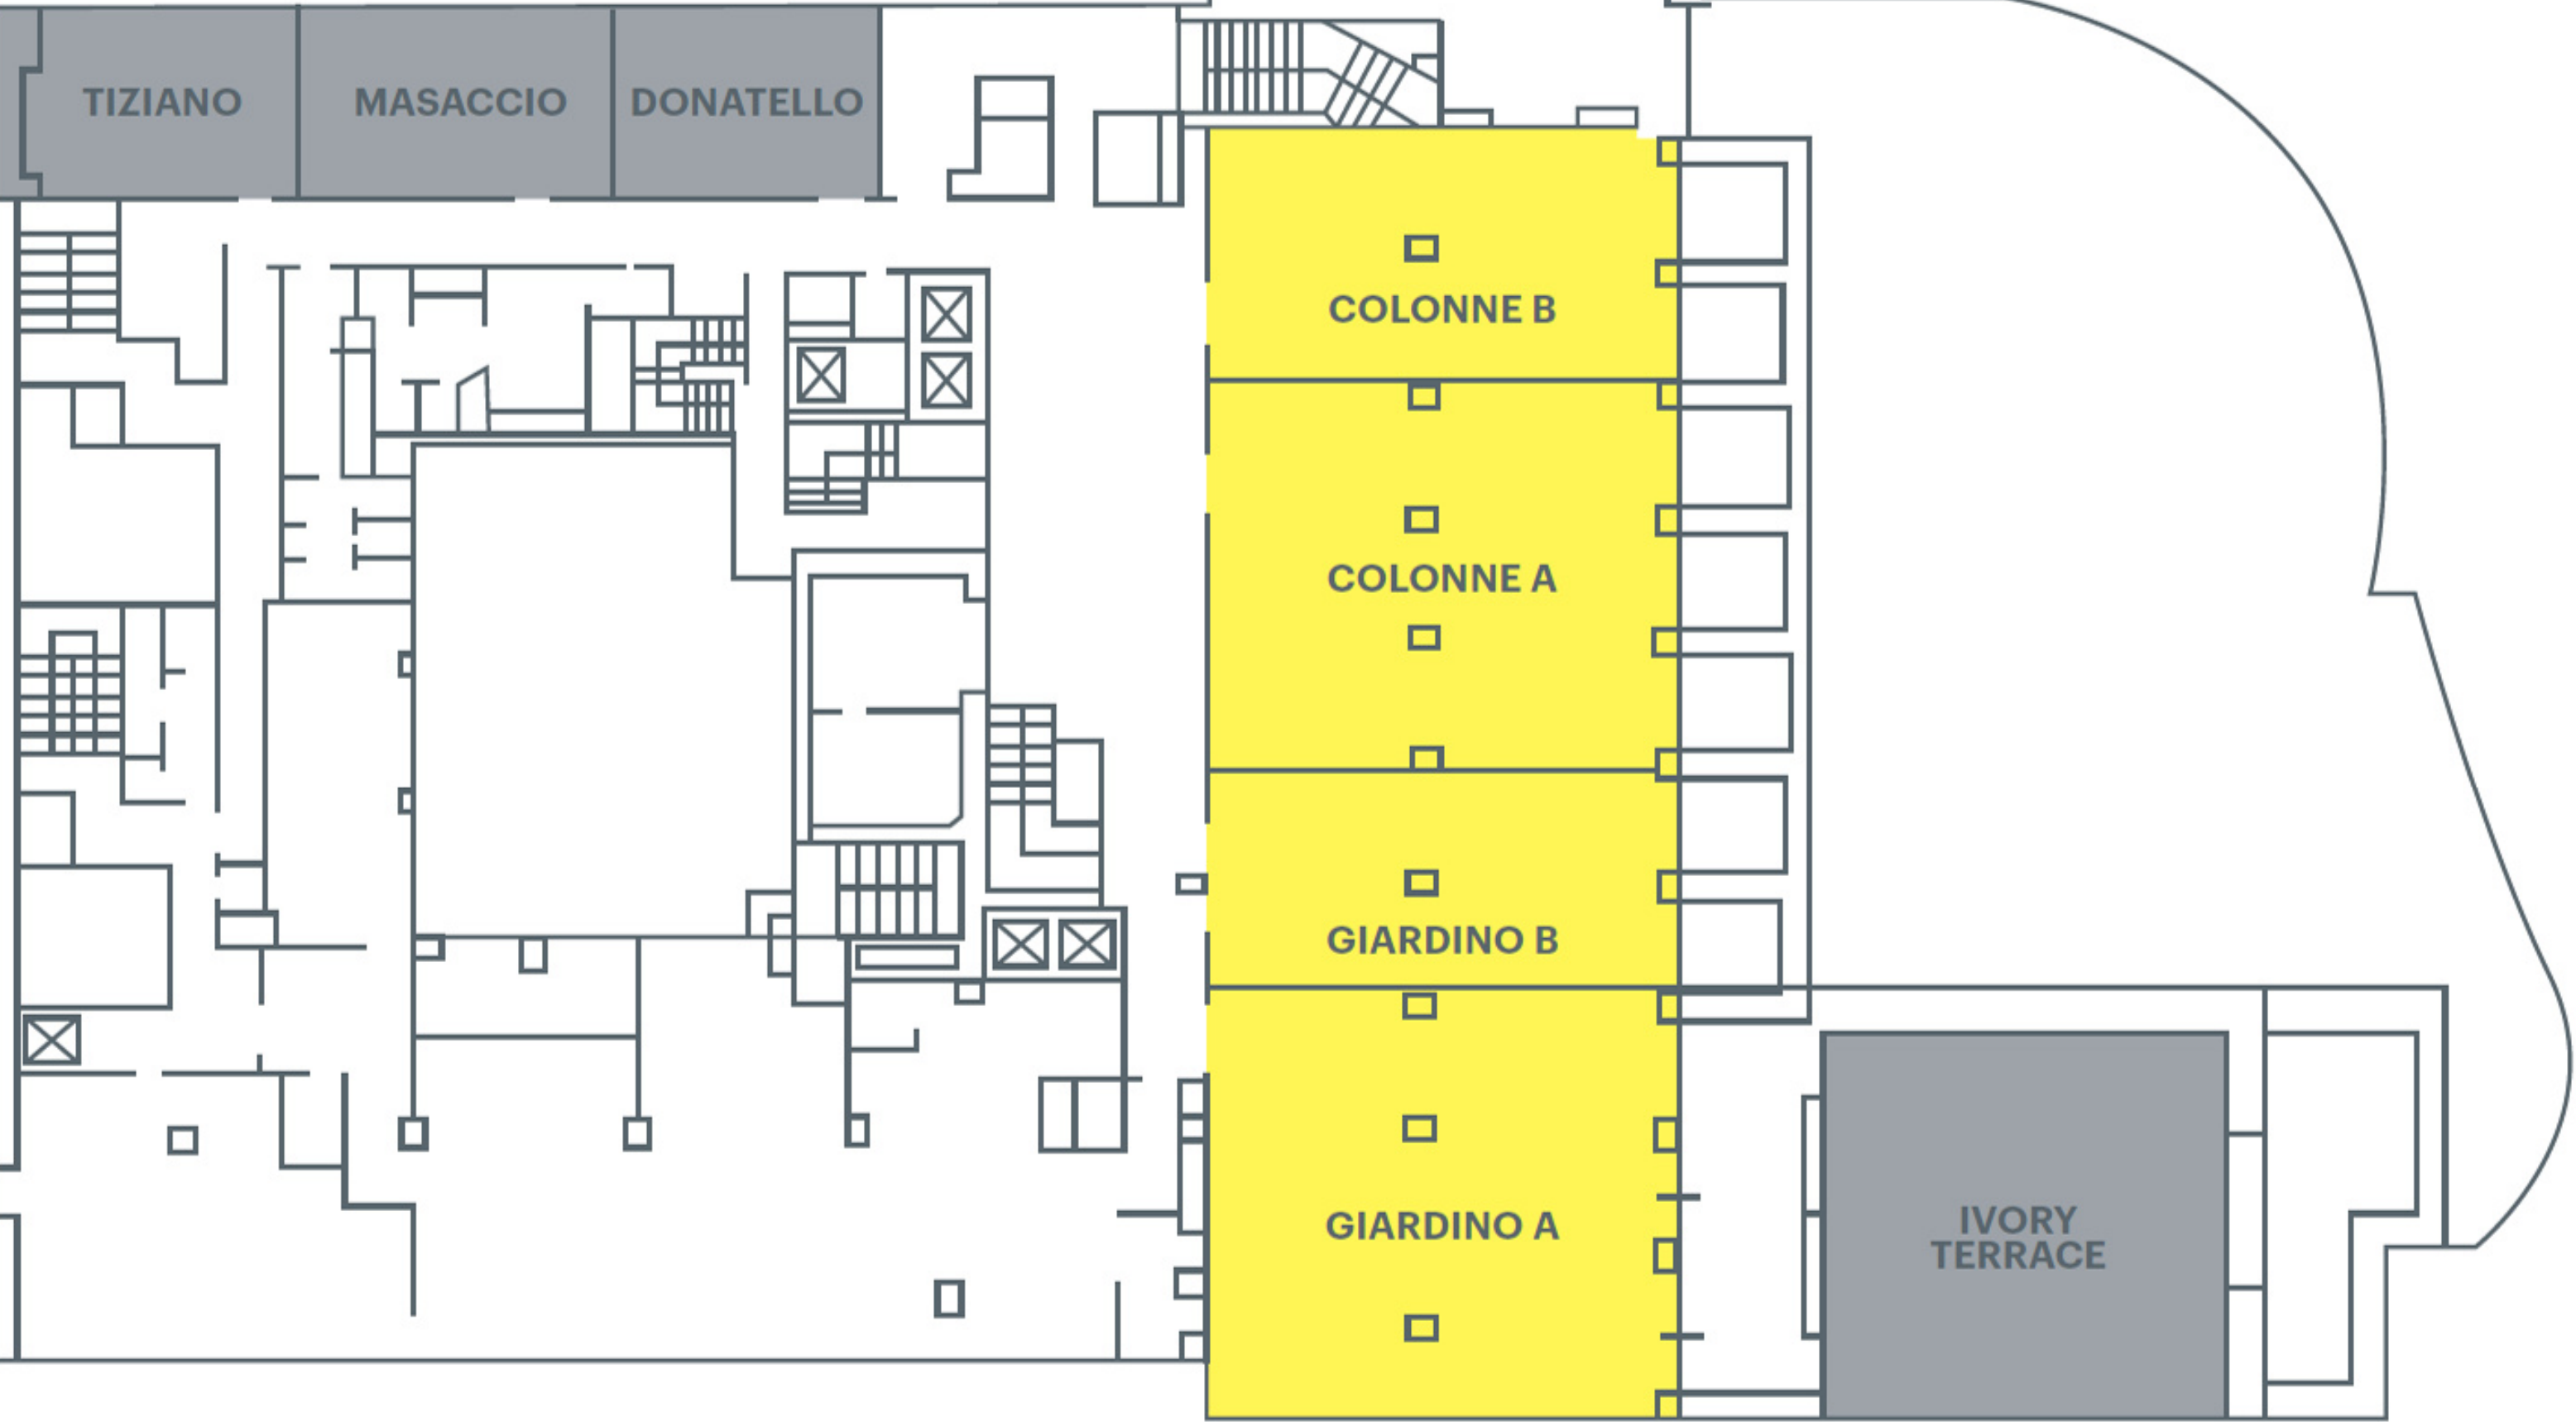 TIZIANO
MASACCIO
DONATELLO
COLONNE B
COLONNE A
GIARDINO B
GIARDINO A
IVORY
TERRACE